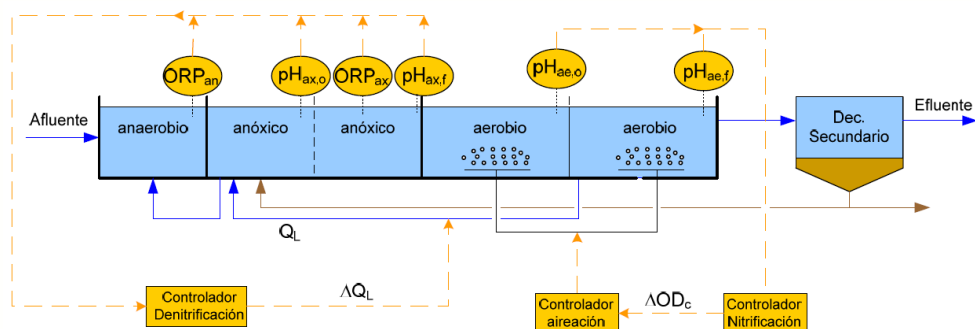 ORPan
pHax,o
ORPax
pHax,f
pHae,o
pHae,f
Afluente
anaerobio
anóxico
anóxico
aerobio
aerobio
Dec.
Secundario
Efluente
QL
ΔQL
Controlador
Denitrificación
Controlador
aireación
ΔODc
Controlador
Nitrificación